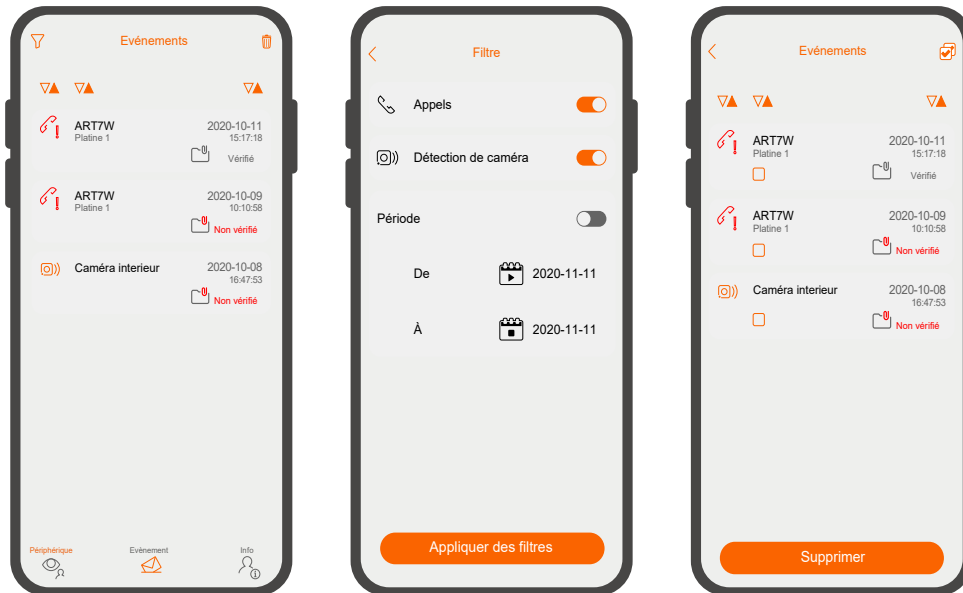 Evénements
ART7W
2020-10-11
Platine 1
15:17:18
Vérifié
ART7W
2020-10-09
Platine 1
10:10:58
Non vérifié
Caméra interieur
2020-10-08
16:47:53
Non vérifié
Périphérique
Evènement
Info
Filtre
Appels
Détection de caméra
Période
De
2020-11-11
À
2020-11-11
Appliquer des filtres
Evénements
ART7W
2020-10-11
Platine 1
15:17:18
Vérifié
ART7W
2020-10-09
Platine 1
10:10:58
Non vérifié
Caméra interieur
2020-10-08
16:47:53
Non vérifié
Supprimer